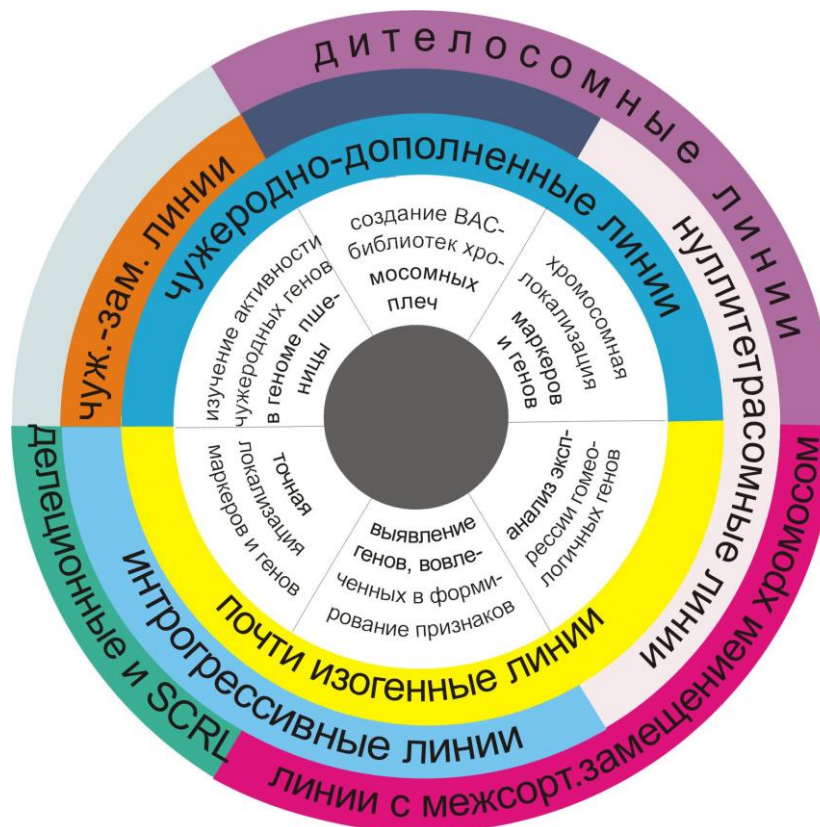 дителосомные линии
чуж.-зам. линии
чужеродно-дополненные линии
нуллитетрасомные линии
создание ВАС-
библиотек хро-
мосомных
плеч
хромосомная
локализация
маркеров
и генов
изучение активности
чужеродных генов
в геноме пше-
ницы
точная
локализация
маркеров и генов
выявление
генов, вовле-
ченных в форми-
рование признаков
анализ эксп-
рессии гомео-
логичных генов
почти изогенные линии
интрогрессивные линии
делеционные и SCRL
линии с межсорт.замещением хромосом